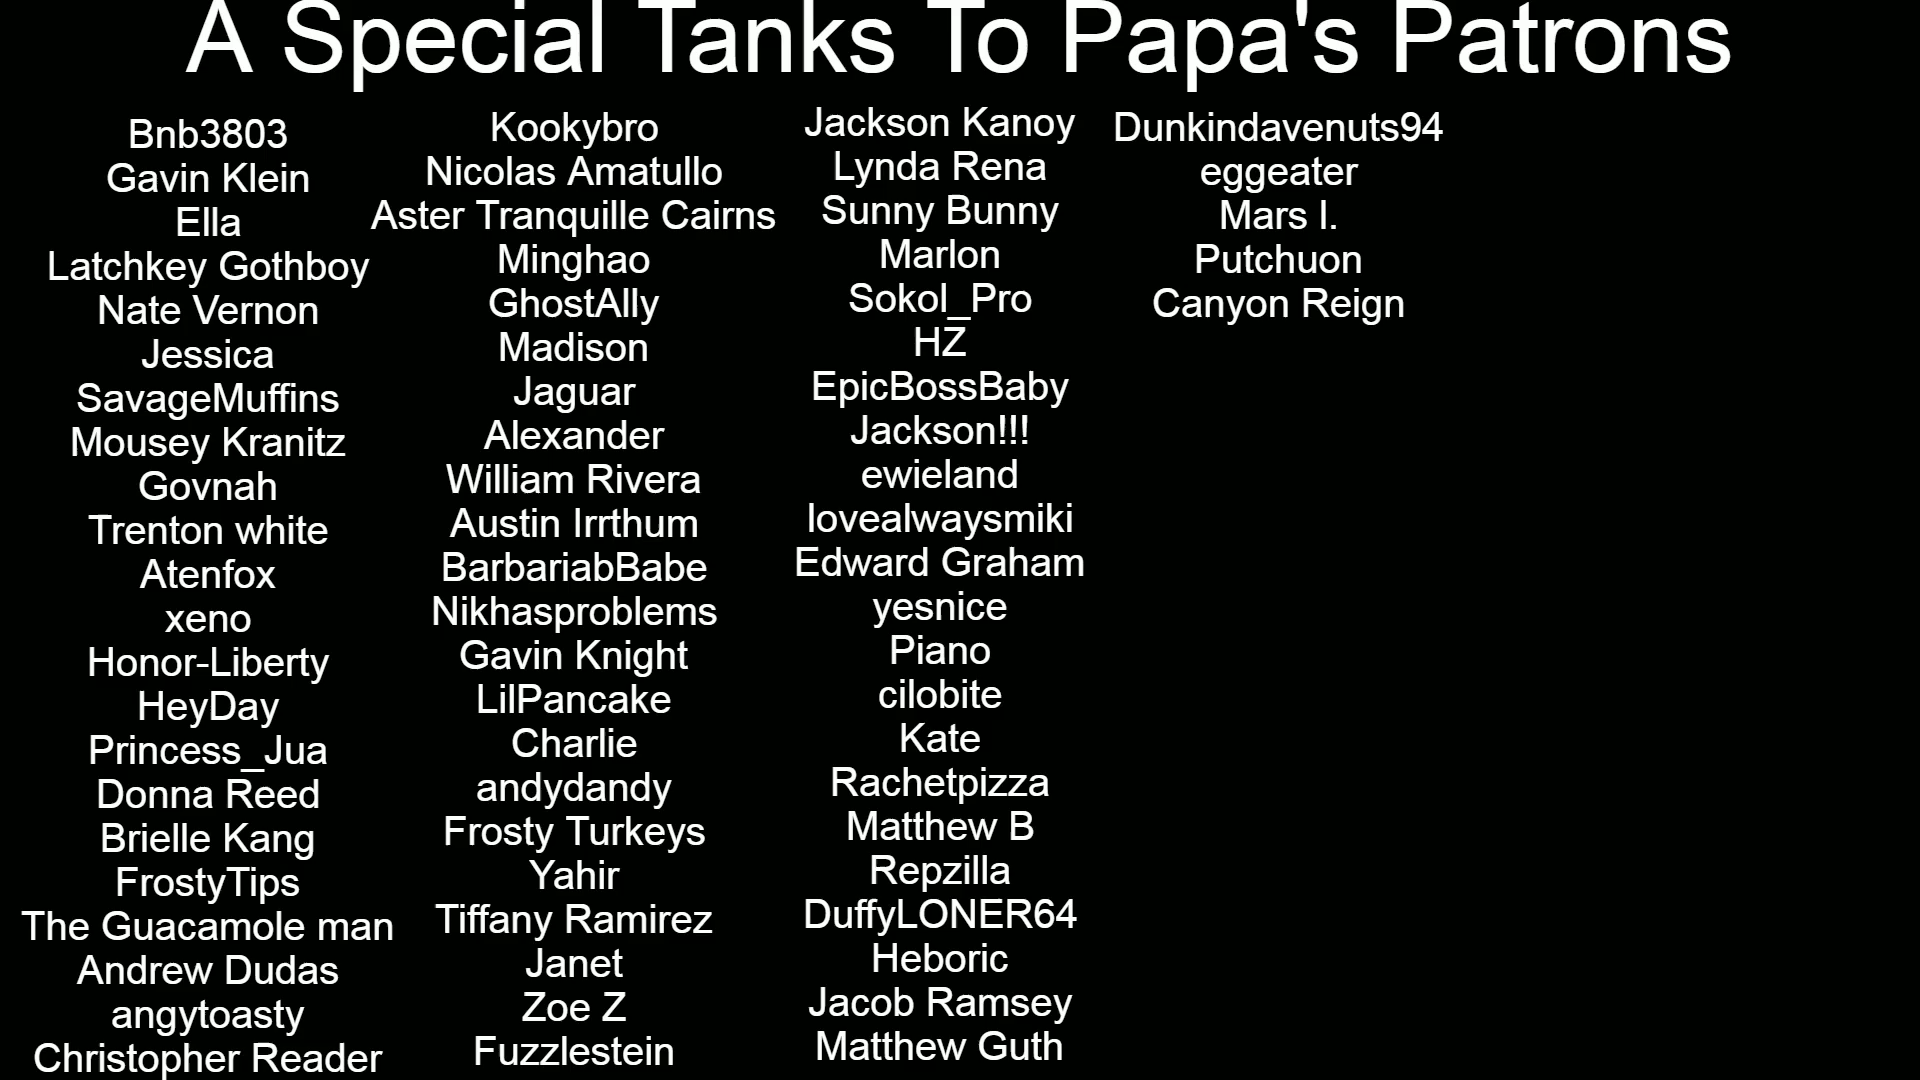 A Special Tanks To Papa's Patrons
Bnb3803
Gavin Klein
Ella
Latchkey Gothboy
Nate Vernon
Jessica
SavageMuffins
Mousey Kranitz
Govnah
Trenton white
Atenfox
xeno
Honor-Liberty
HeyDay
Princess_Jua
Donna Reed
Brielle Kang
FrostyTips
The Guacamole man
Andrew Dudas
angytoasty
Christopher Reader
Kookybro
Nicolas Amatullo
Aster Tranquille Cairns
Minghao
GhostAlly
Madison
Jaguar
Alexander
William Rivera
Austin Irrthum
BarbariabBabe
Nikhasproblems
Gavin Knight
LilPancake
Charlie
andydandy
Frosty Turkeys
Yahir
Tiffany Ramirez
Janet
Zoe Z
Fuzzlestein
Jackson Kanoy
Lynda Rena
Sunny Bunny
Marlon
Sokol_Pro
HZ
EpicBossBaby
Jackson!!!
ewieland
lovealwaysmiki
Edward Graham
yesnice
Piano
cilobite
Kate
Rachetpizza
Matthew B
Repzilla
DuffyLONER64
Heboric
Jacob Ramsey
Matthew Guth
Dunkindavenuts94
eggeater
Mars I.
Putchuon
Canyon Reign